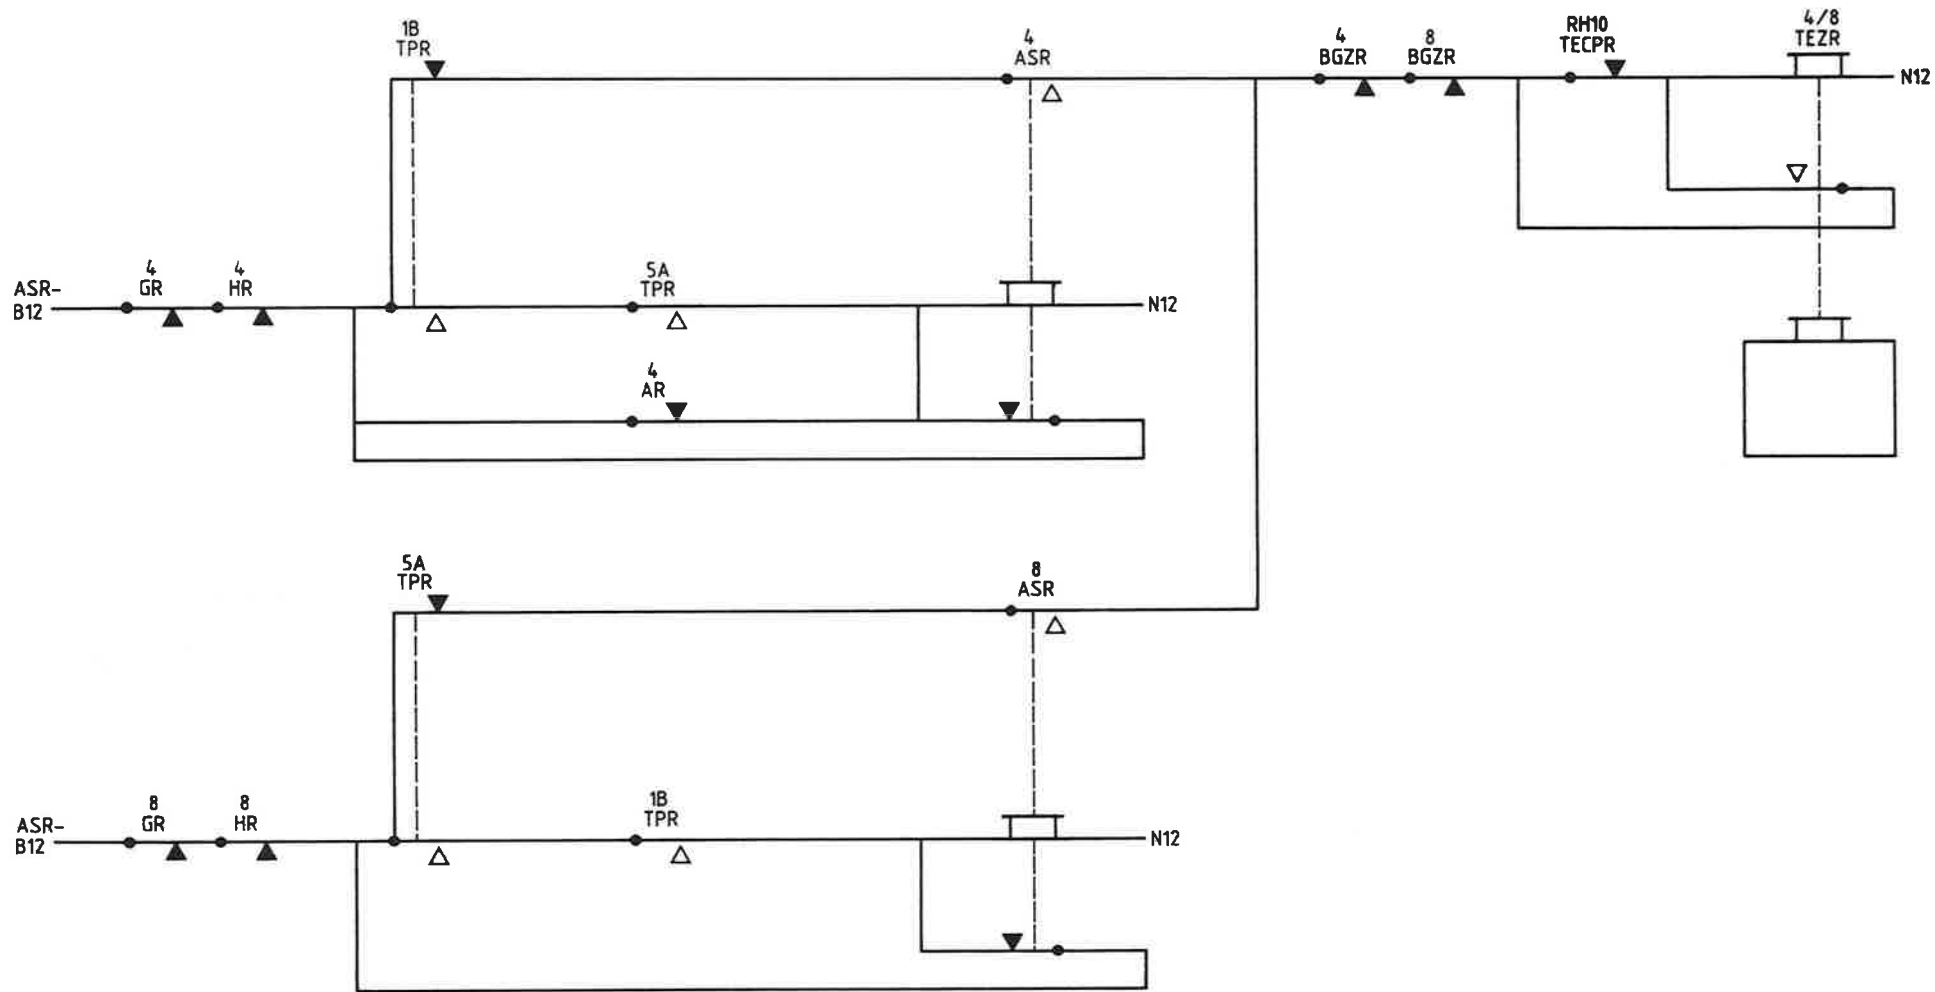 1B
TPR
4
ASR
4
BGZR
8
BGZR
RH10
TECPR
4/8
TEZR
N12
ASR-
B12
4
GR
4
HR
5A
TPR
N12
4
AR
5A
TPR
8
ASR
ASR-
B12
8
GR
8
HR
1B
TPR
N12